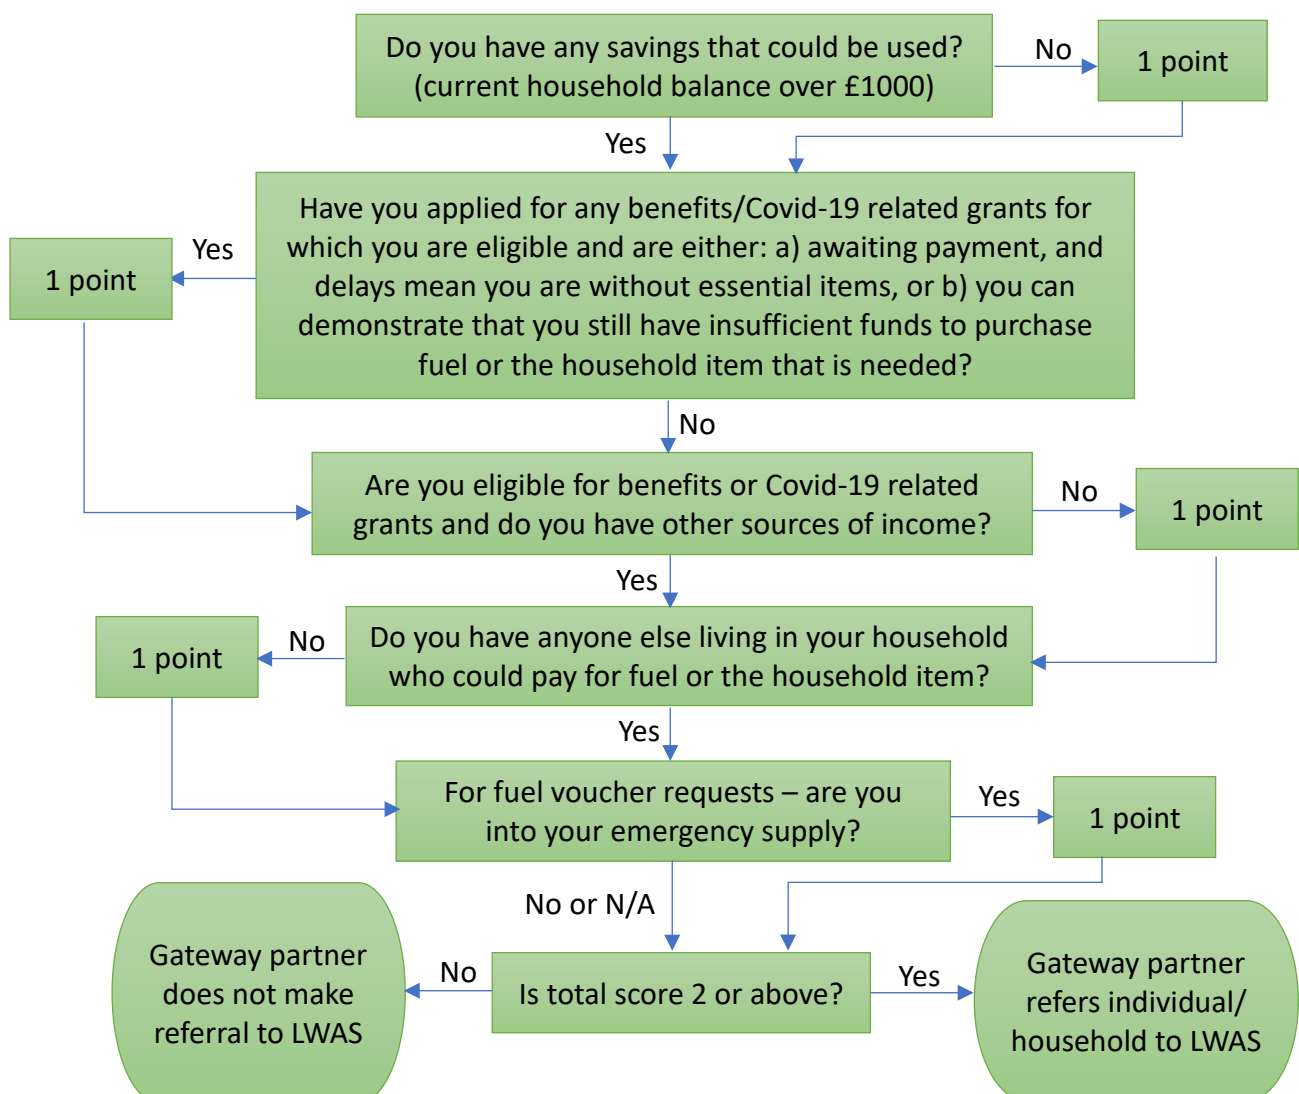 Do you have any savings that could be used?
(current household balance over £1000)
No
1 point
Yes
Have you applied for any benefits/Covid-19 related grants for
which you are eligible and are either: a) awaiting payment, and
delays mean you are without essential items, or b) you can
demonstrate that you still have insufficient funds to purchase
fuel or the household item that is needed?
Yes
1 point
No
Are you eligible for benefits or Covid-19 related
grants and do you have other sources of income?
No
1 point
Yes
Do you have anyone else living in your household
who could pay for fuel or the household item?
No
1 point
Yes
For fuel voucher requests – are you
into your emergency supply?
Yes
1 point
No or N/A
Is total score 2 or above?
No
Gateway partner
does not make
referral to LWAS
Yes
Gateway partner
refers individual/
household to LWAS